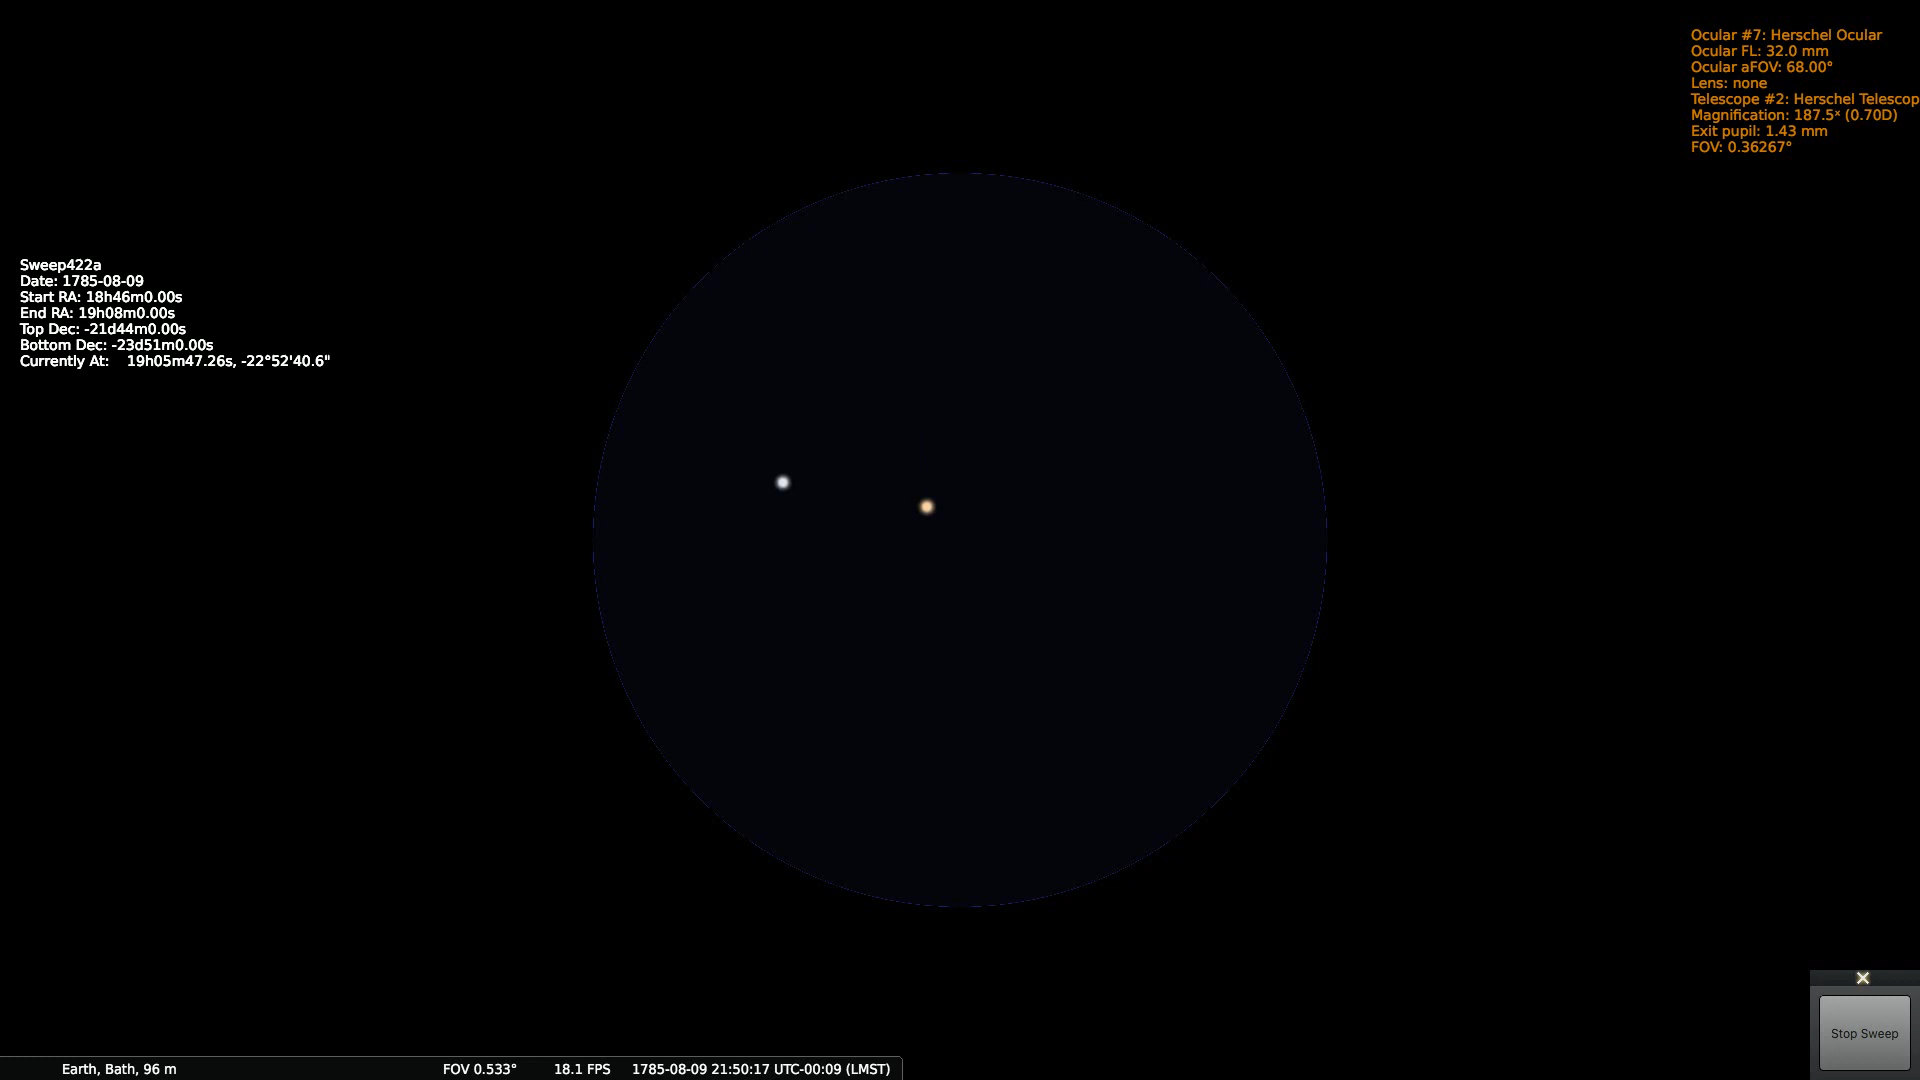 Ocular #7: Herschel Ocular
Ocular FL: 32.0 mm
Ocular aFOV: 68.00°
Lens: none
Telescope #2: Herschel Telescop
Magnification: 187.5ˣ (0.70D)
Exit pupil: 1.43 mm
FOV: 0.36267°
Sweep422a
Date: 1785-08-09
Start RA: 18h46m0.00s
End RA: 19h08m0.00s
Top Dec: -21d44m0.00s
Bottom Dec: -23d51m0.00s
Currently At: 19h05m47.26s, -22°52'40.6"
Stop Sweep
Earth, Bath, 96 m FOV 0.533° 18.1 FPS 1785-08-09 21:50:17 UTC-00:09 (LMST)